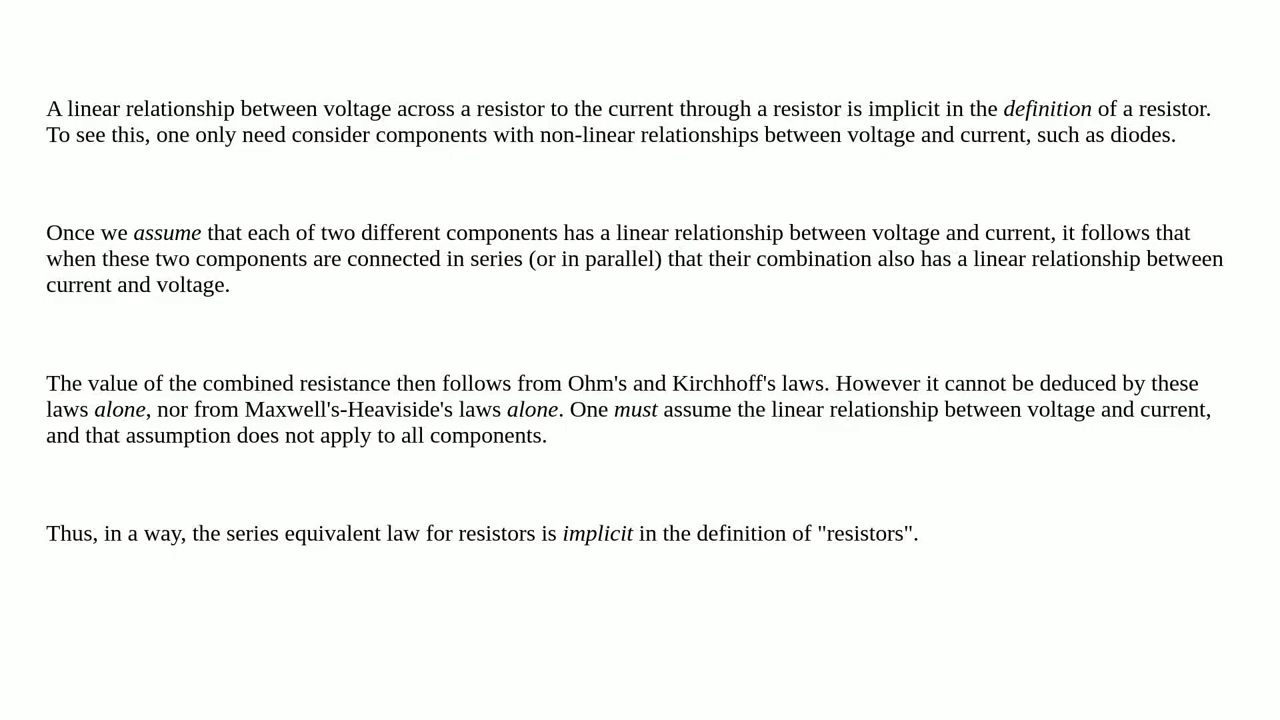 A linear relationship between voltage across a resistor to the current through a resistor is implicit in the definition of a resistor.
To see this, one only need consider components with non-linear relationships between voltage and current, such as diodes.
Once we assume that each of two different components has a linear relationship between voltage and current, it follows that
when these two components are connected in series (or in parallel) that their combination also has a linear relationship between
current and voltage.
The value of the combined resistance then follows from Ohm's and Kirchhoff's laws. However it cannot be deduced by these
laws alone, nor from Maxwell's-Heaviside's laws alone. One must assume the linear relationship between voltage and current,
and that assumption does not apply to all components.
Thus, in a way, the series equivalent law for resistors is implicit in the definition of "resistors".